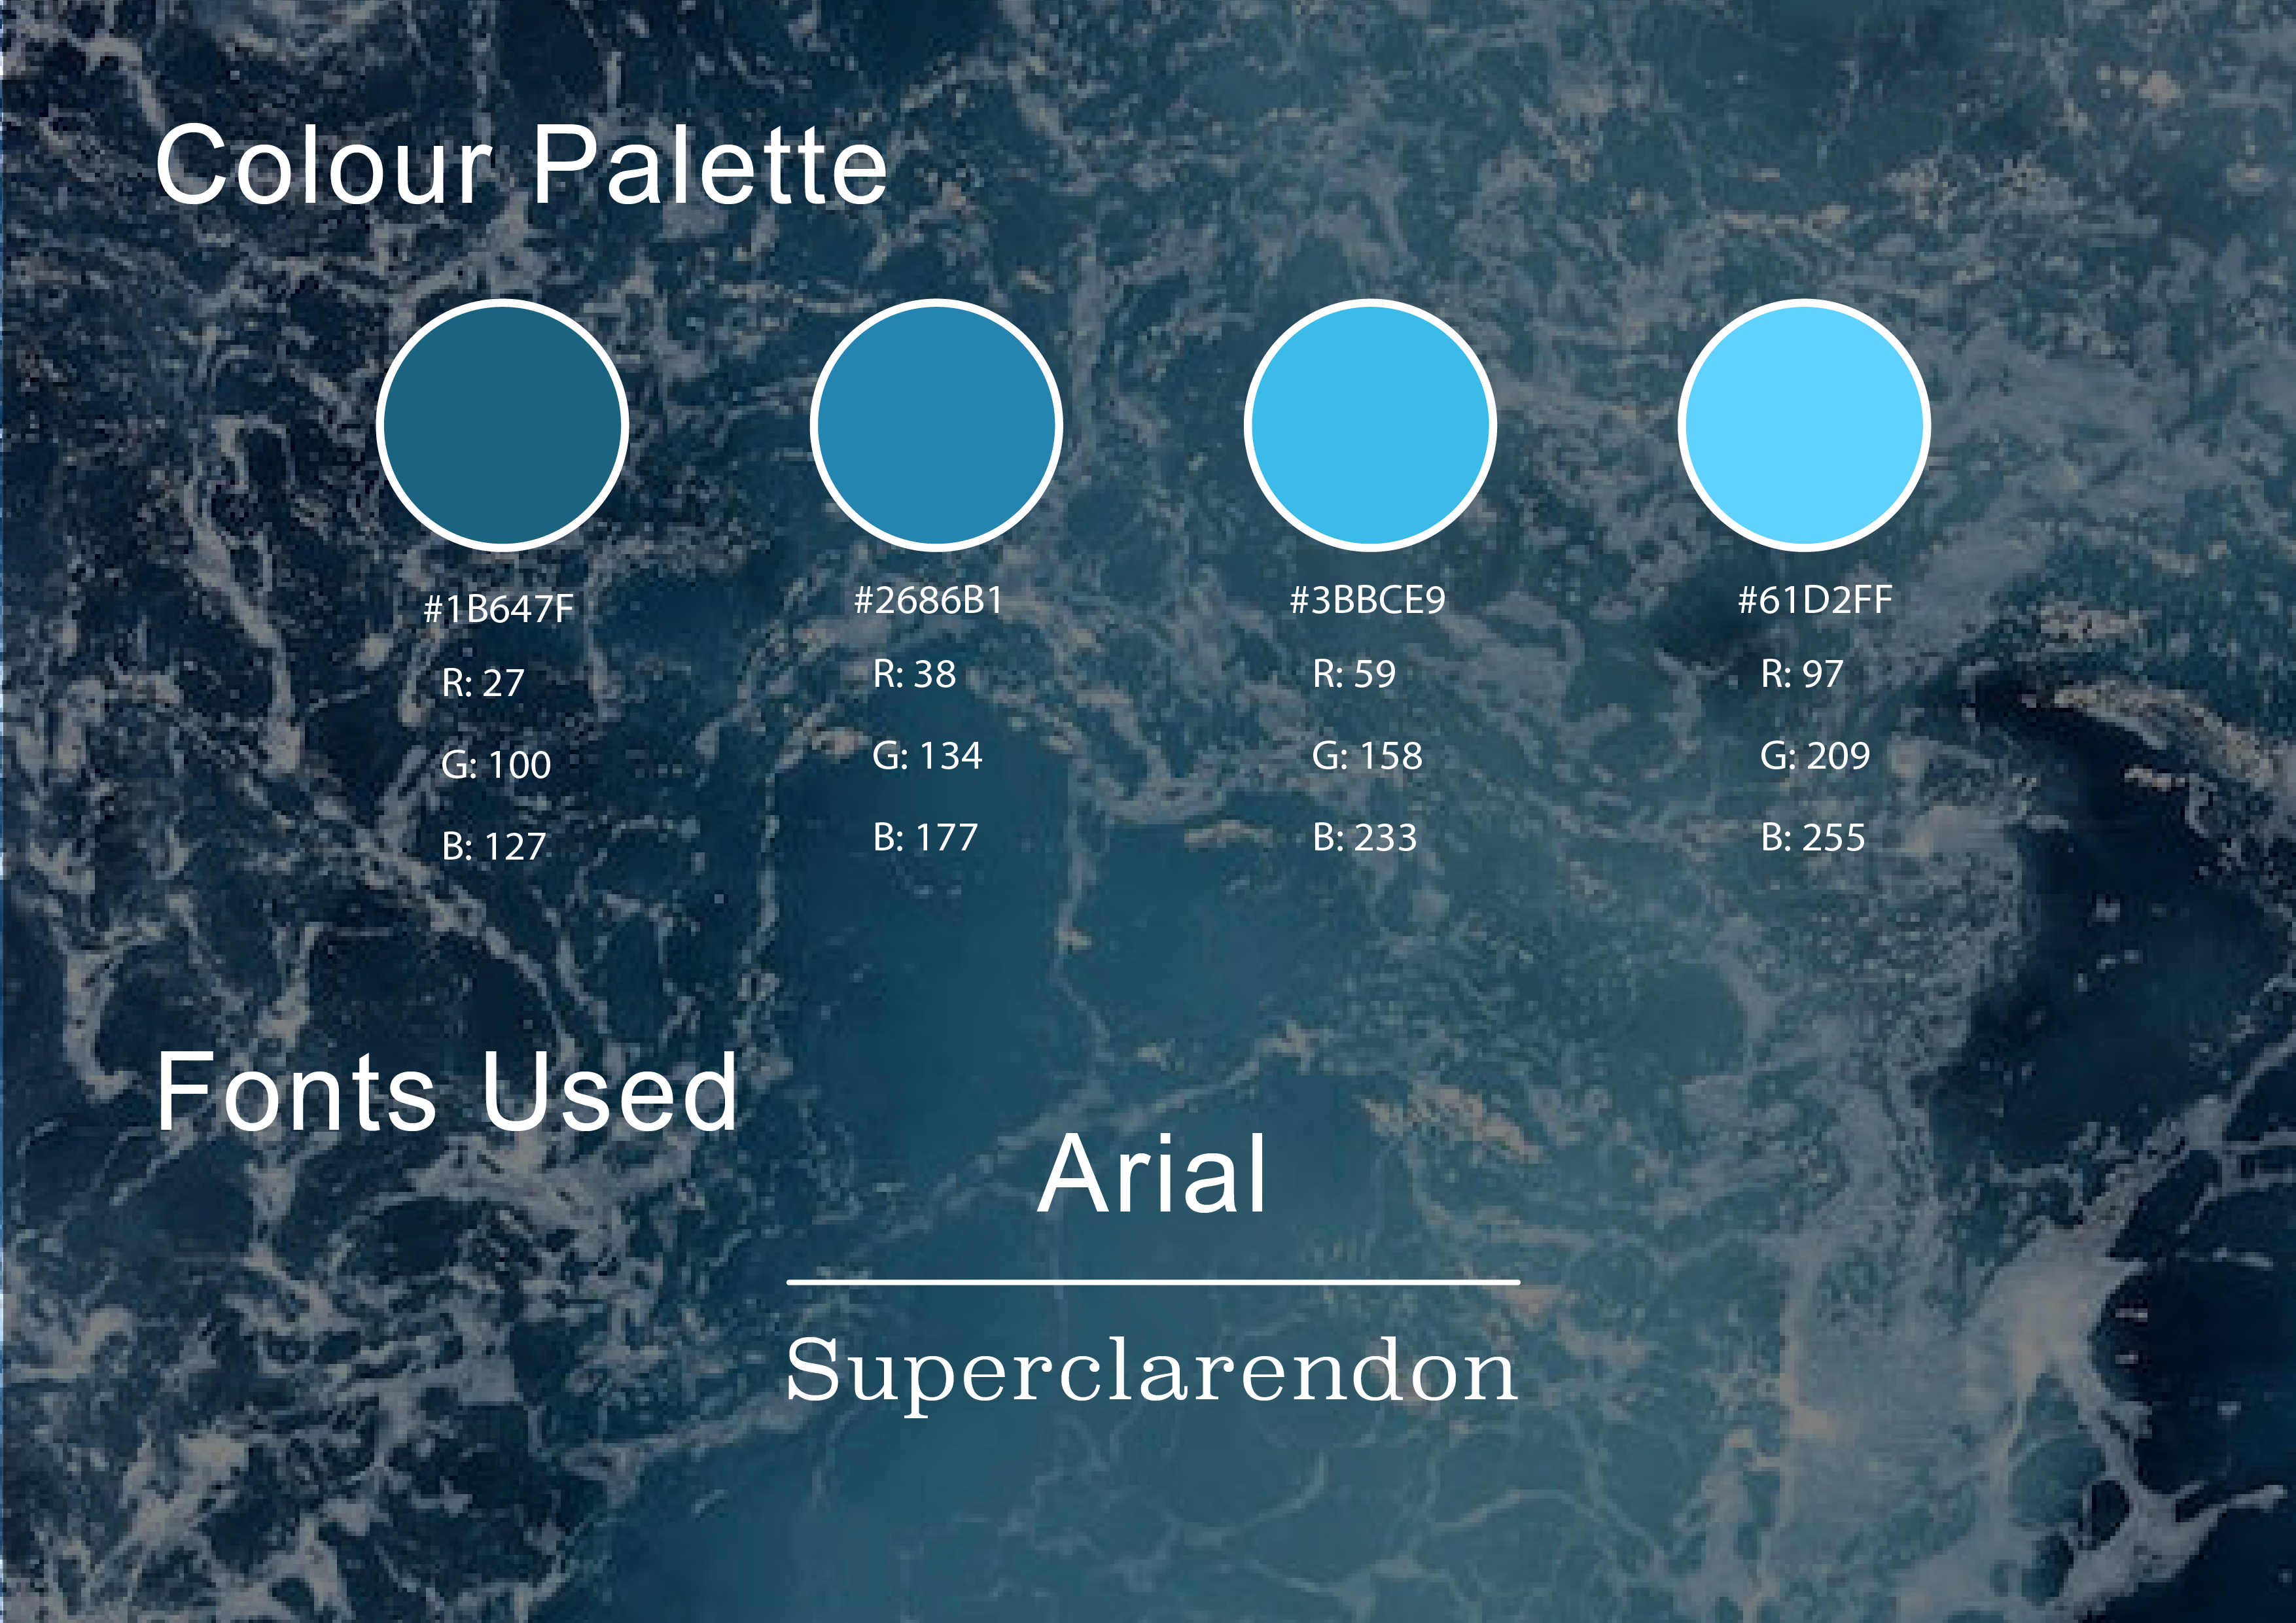 Colour Palette
#1B647F
R: 27
G: 100
B: 127
#2686B1
R: 38
G: 134
B: 177
#3BBCE9
R: 59
G: 158
B: 233
#61D2FF
R: 97
G: 209
B: 255
Fonts Used
Arial
Superclarendon